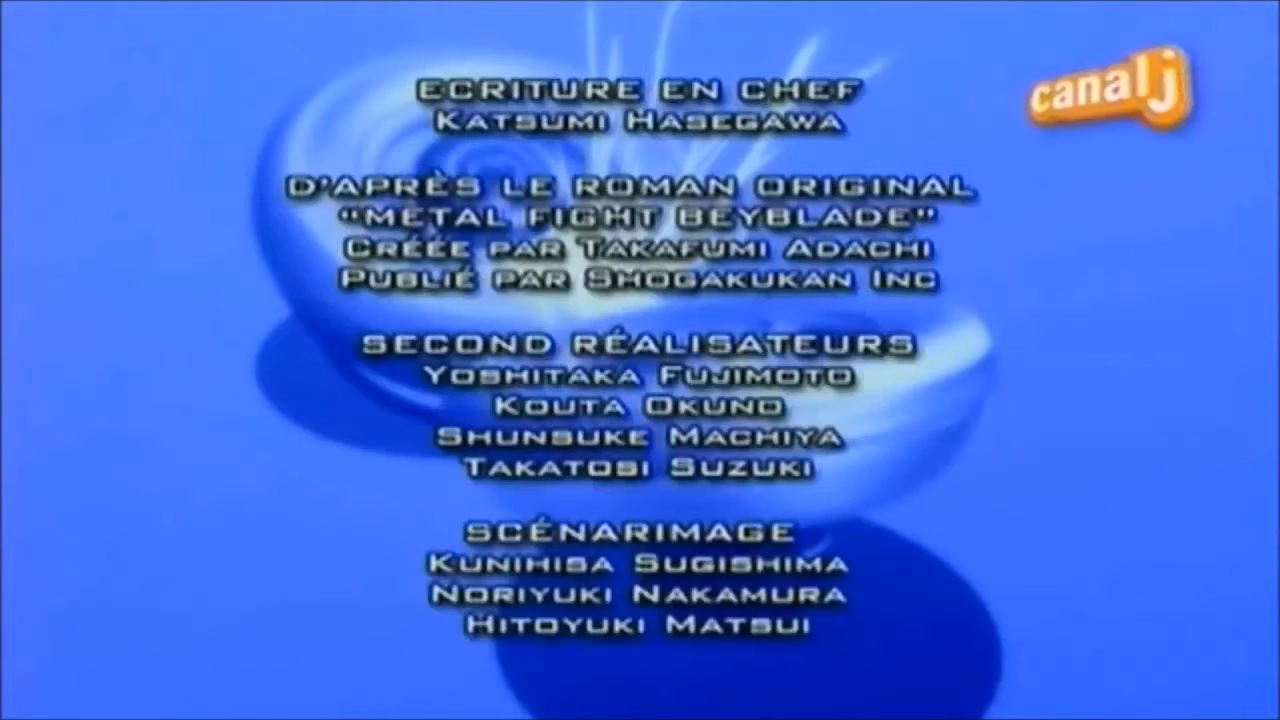 ECRITURE EN CHEF
KATSUMI HASEGAWA
D'APRÈS LE ROMAN ORIGINAL
"METAL FIGHT BEYBLADE"
CRÉÉE PAR TAKAFUMI ADACHI
PUBLIÉ PAR SHOGAKUKAN INC
SECOND RÉALISATEURS
YOSHITAKA FUJIMOTO
KOUTA OKUNO
SHUNSUKE MACHIYA
TAKATOSI SUZUKI
SCÉNARIMAGE
KUNIHISA SUGISHIMA
NORIYUKI NAKAMURA
HITOYUKI MATSUI
canal j